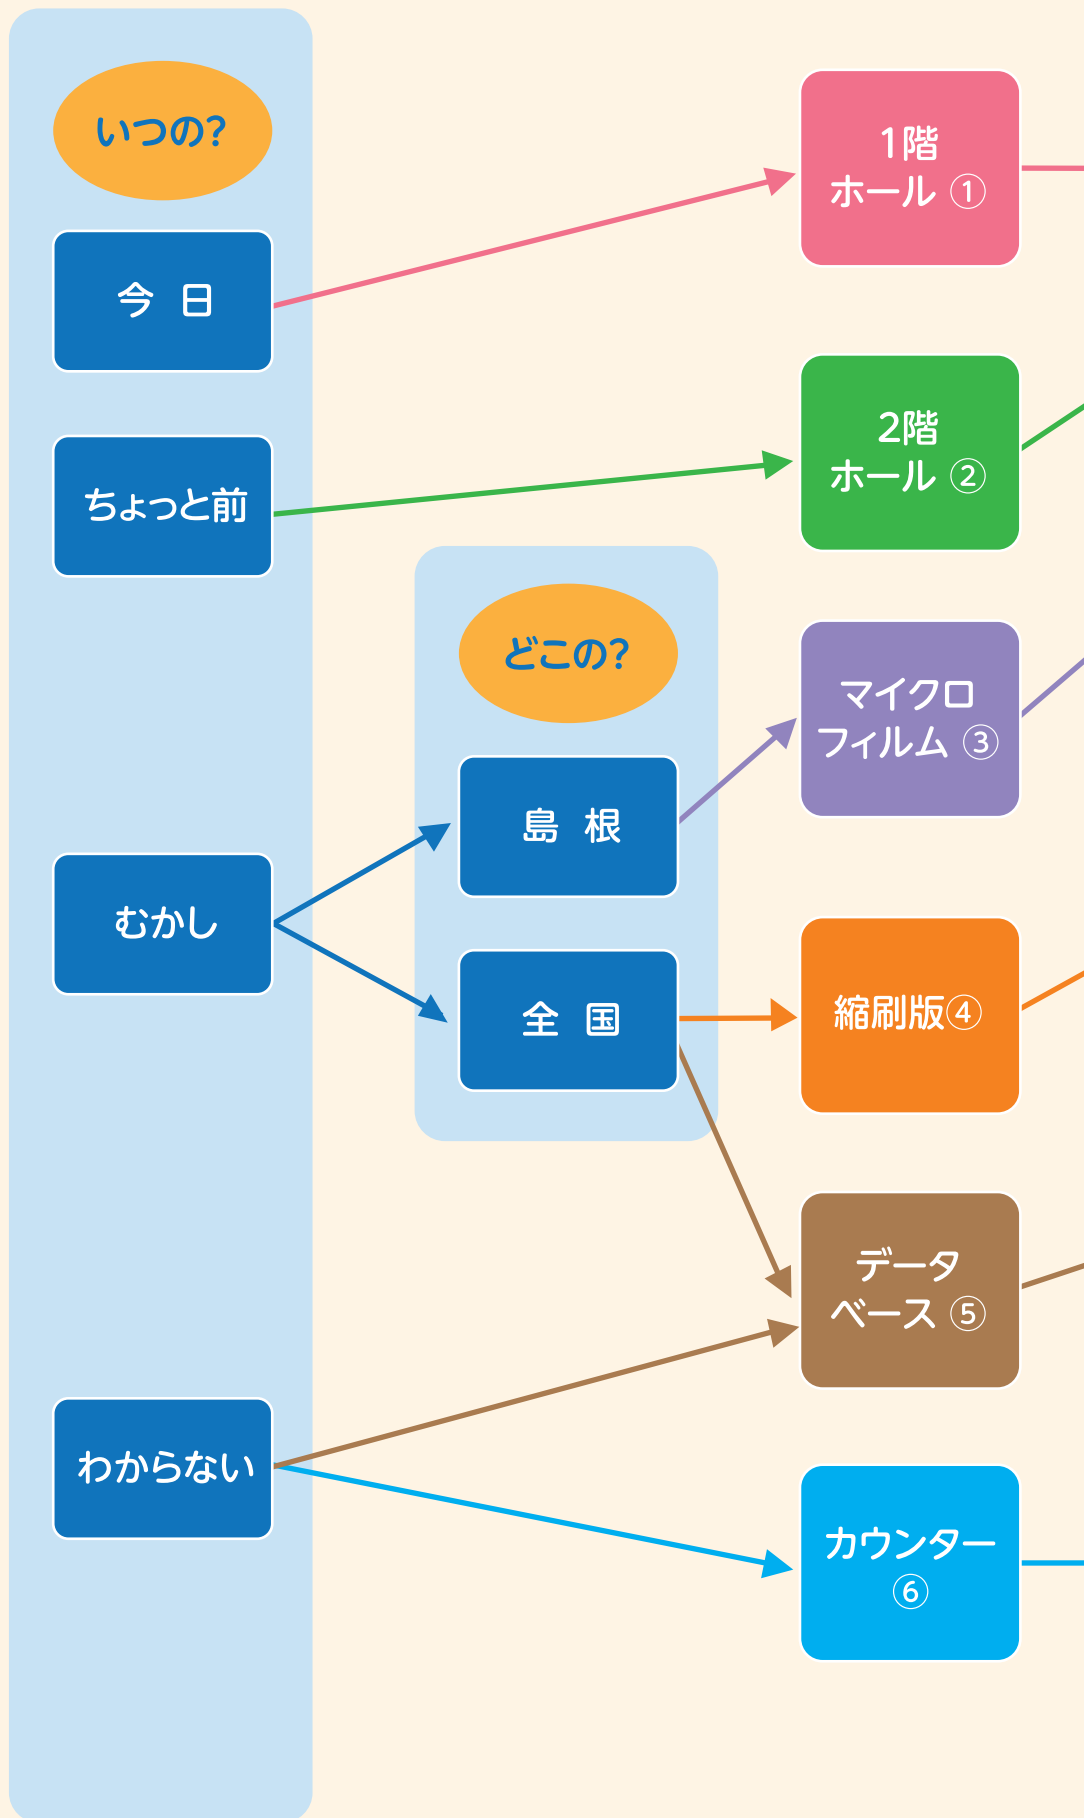 いつの?
今 日
ちょっと前
むかし
わからない
どこの?
島 根
全 国
1階
ホール ①
2階
ホール ②
マイクロ
フィルム ③
縮刷版④
データ
ベース ⑤
カウンター
⑥